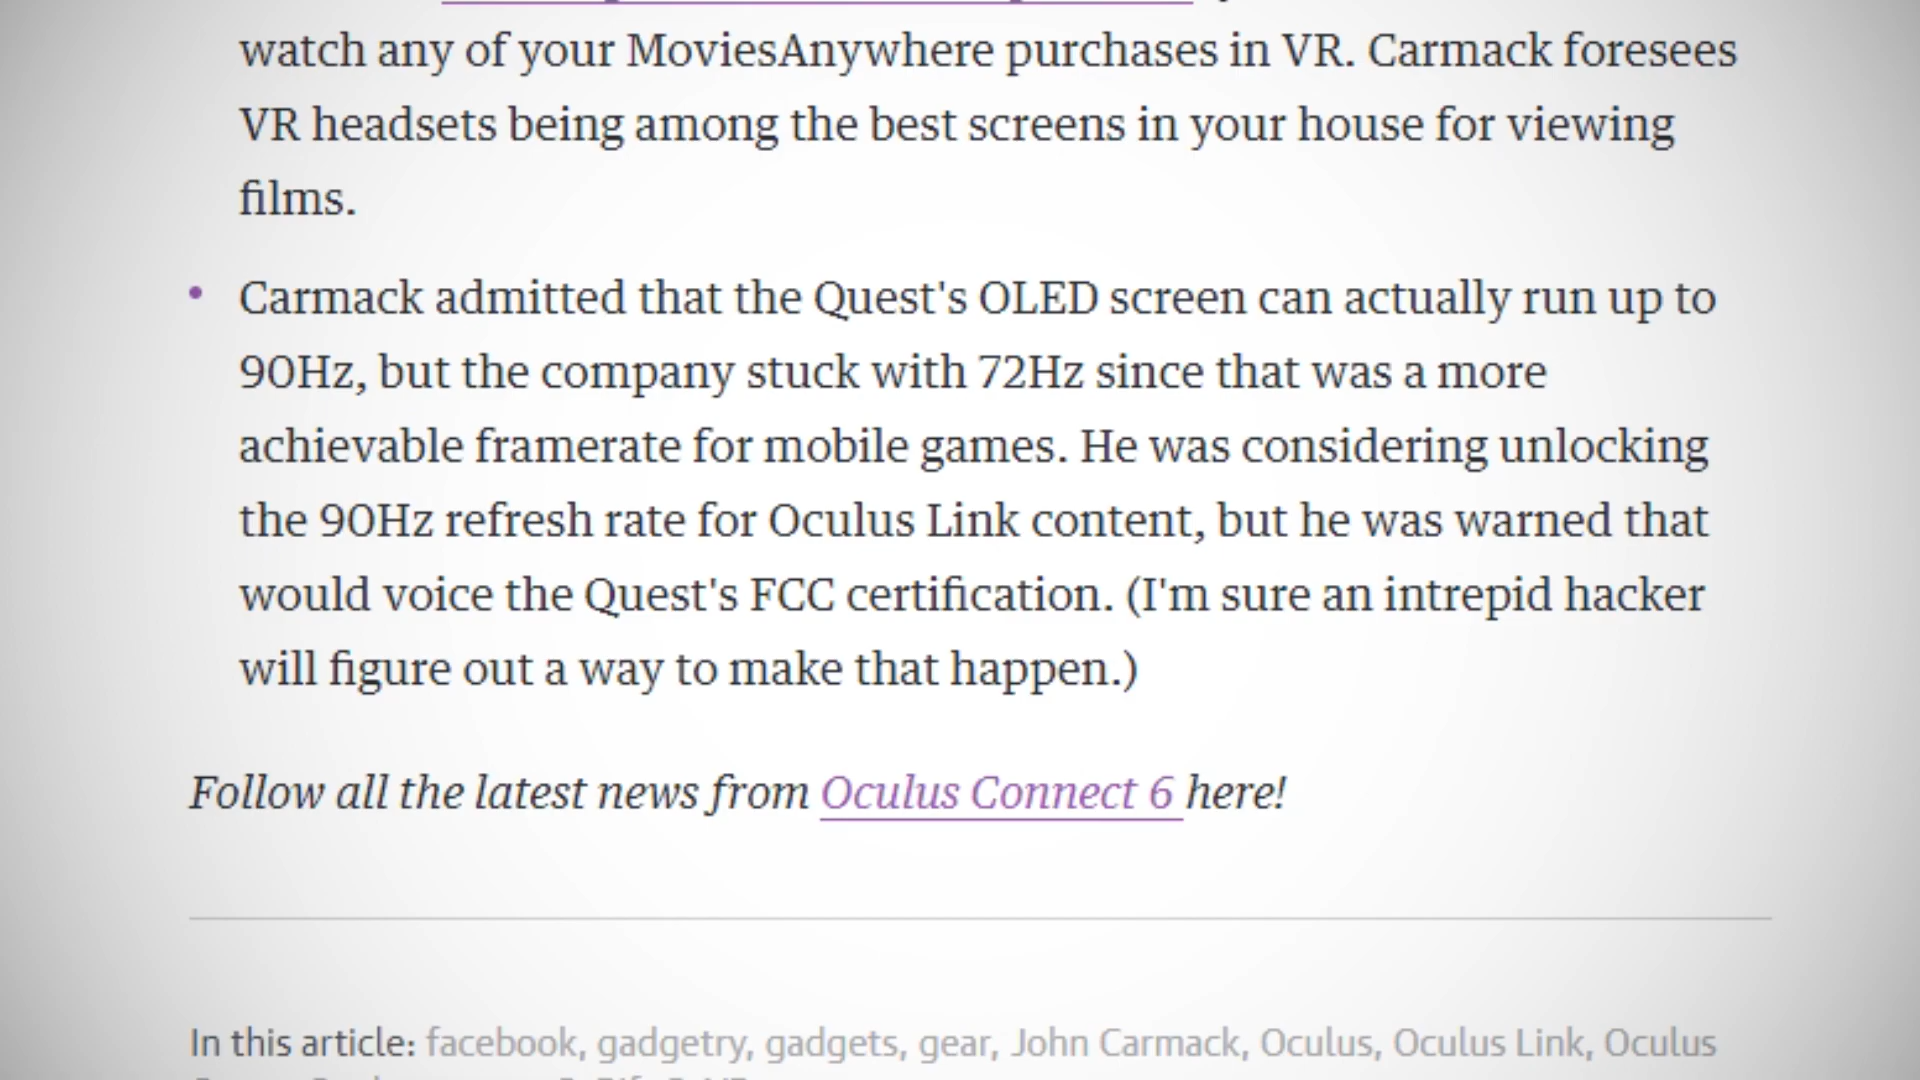 watch any of your MoviesAnywhere purchases in VR. Carmack foresees
VR headsets being among the best screens in your house for viewing
films.
• Carmack admitted that the Quest's OLED screen can actually run up to
90Hz, but the company stuck with 72Hz since that was a more
achievable framerate for mobile games. He was considering unlocking
the 90Hz refresh rate for Oculus Link content, but he was warned that
would voice the Quest's FCC certification. (I'm sure an intrepid hacker
will figure out a way to make that happen.)
Follow all the latest news from Oculus Connect 6 here!
In this article: facebook, gadgetry, gadgets, gear, John Carmack, Oculus, Oculus Link, Oculus